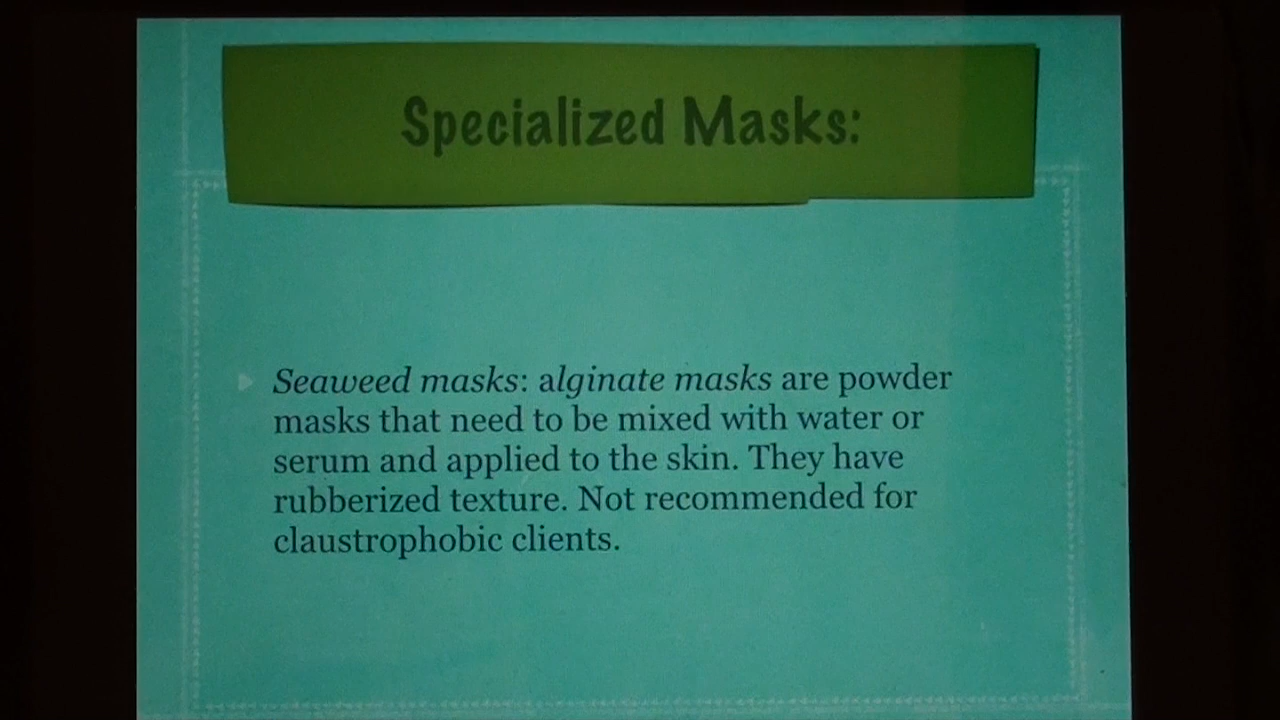 Specialized Masks:
Seaweed masks: alginate masks are powder
masks that need to be mixed with water or
serum and applied to the skin. They have
rubberized texture. Not recommended for
claustrophobic clients.